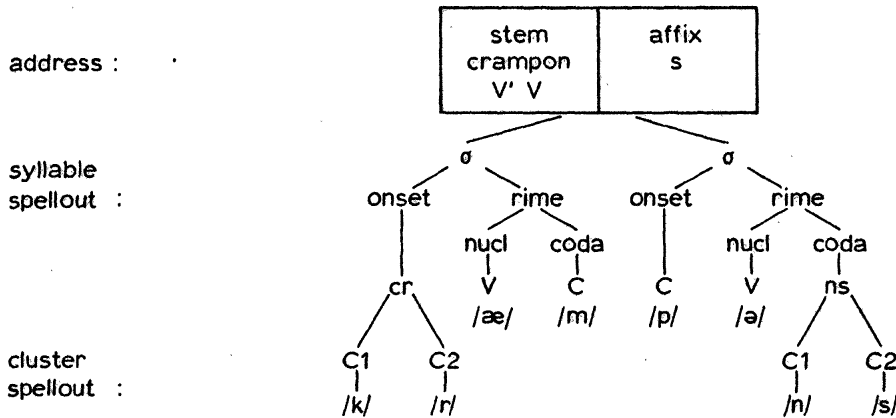 stem affix
address : crampon s
V' V
σ σ
syllable
spellout : onset rime onset rime
nucl coda nucl coda
cr V C C V ns
/æ/ /m/ /p/ /ə/
cluster C1 C2 C1 C2
spellout :
/k/ /r/ /n/ /s/